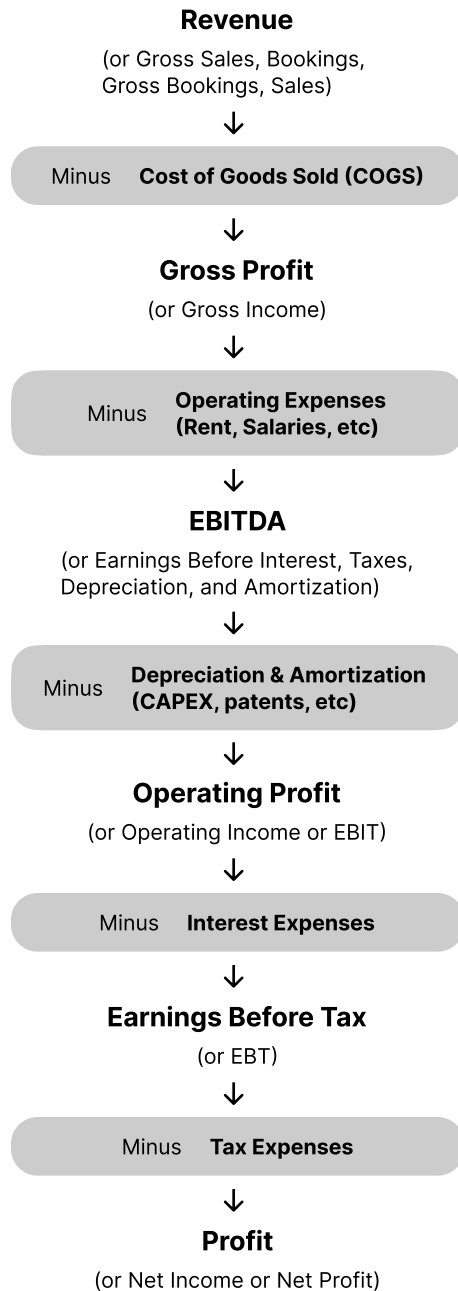 Revenue
(or Gross Sales, Bookings,
Gross Bookings, Sales)
Minus Cost of Goods Sold (COGS)
Gross Profit
(or Gross Income)
Minus Operating Expenses
(Rent, Salaries, etc)
EBITDA
(or Earnings Before Interest, Taxes,
Depreciation, and Amortization)
Minus Depreciation & Amortization
(CAPEX, patents, etc)
Operating Profit
(or Operating Income or EBIT)
Minus Interest Expenses
Earnings Before Tax
(or EBT)
Minus Tax Expenses
Profit
(or Net Income or Net Profit)